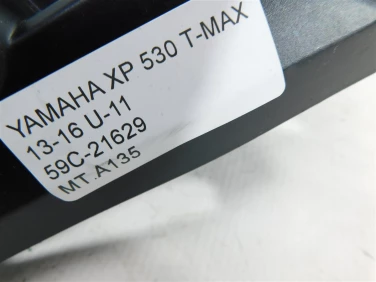 YAMAHA XP 530 T-MAX
13-16 U-11
59C-21629
MT.A135